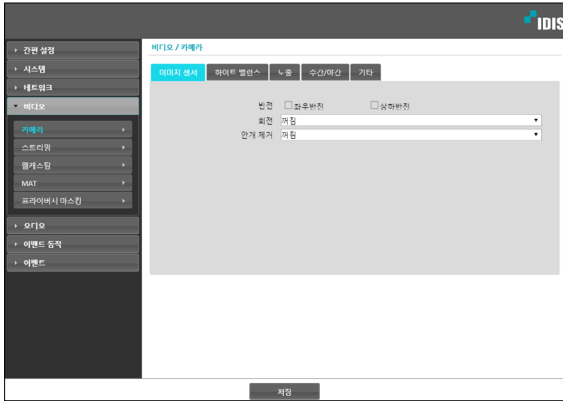 IDIS
간편 설정
시스템
네트워크
비디오
카메라
스트리밍
웹캐스팅
MAT
프라이버시 마스킹
오디오
이벤트 동작
이벤트
비디오 / 카메라
이미지 센서 화이트 밸런스 노출 주간/야간 기타
반전 좌우반전 상하반전
회전 꺼짐
안개 제거 꺼짐
저장